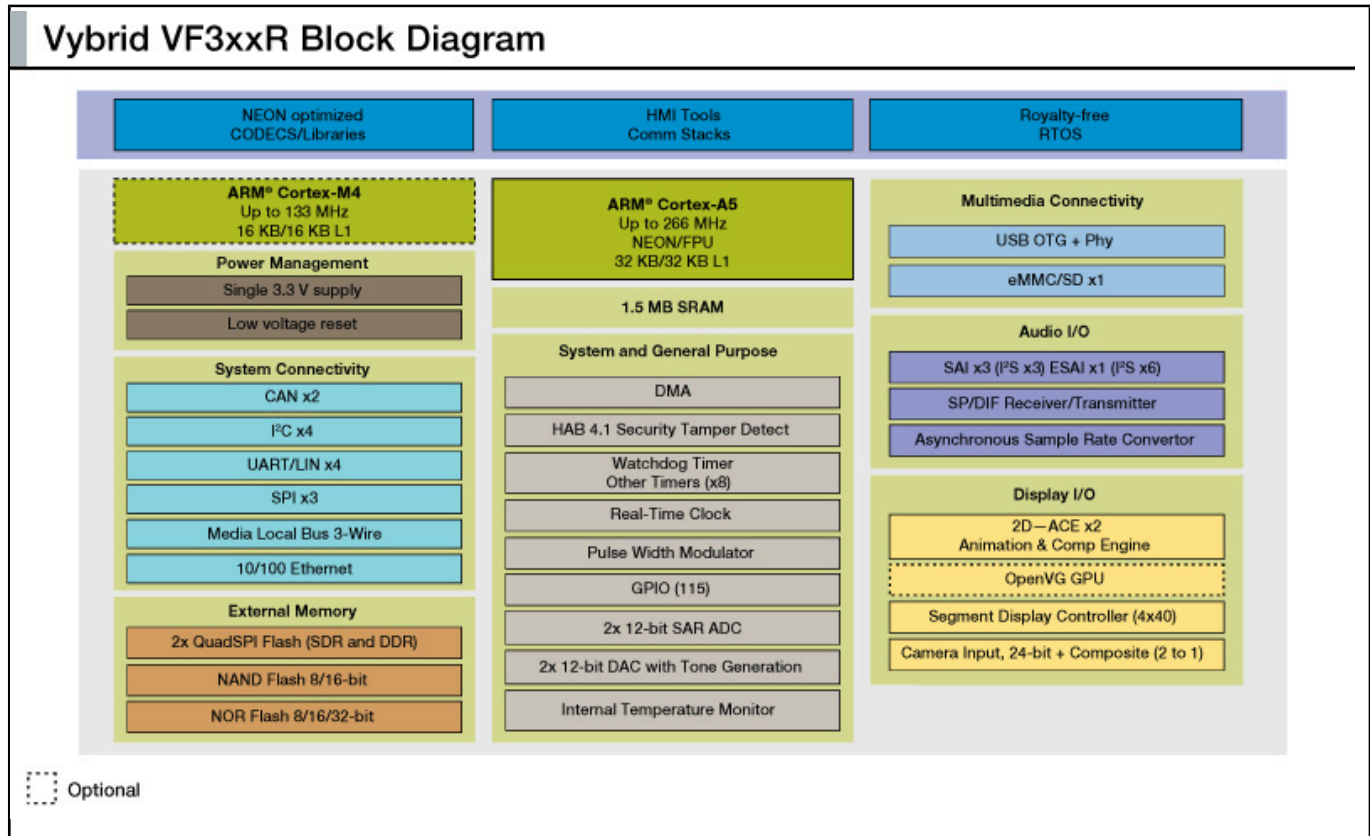 Vybrid VF3xxR Block Diagram
NEON optimized
CODECS/Libraries
HMI Tools
Comm Stacks
Royalty-free
RTOS
ARM® Cortex-M4
Up to 133 MHz
16 KB/16 KB L1
Power Management
Single 3.3 V supply
Low voltage reset
System Connectivity
CAN x2
I²C x4
UART/LIN x4
SPI x3
Media Local Bus 3-Wire
10/100 Ethernet
External Memory
2x QuadSPI Flash (SDR and DDR)
NAND Flash 8/16-bit
NOR Flash 8/16/32-bit
ARM® Cortex-A5
Up to 266 MHz
NEON/FPU
32 KB/32 KB L1
1.5 MB SRAM
System and General Purpose
DMA
HAB 4.1 Security Tamper Detect
Watchdog Timer
Other Timers (x8)
Real-Time Clock
Pulse Width Modulator
GPIO (115)
2x 12-bit SAR ADC
2x 12-bit DAC with Tone Generation
Internal Temperature Monitor
Multimedia Connectivity
USB OTG + Phy
eMMC/SD x1
Audio I/O
SAI x3 (I²S x3) ESAI x1 (I²S x6)
SP/DIF Receiver/Transmitter
Asynchronous Sample Rate Convertor
Display I/O
2D—ACE x2
Animation & Comp Engine
OpenVG GPU
Segment Display Controller (4x40)
Camera Input, 24-bit + Composite (2 to 1)
Optional